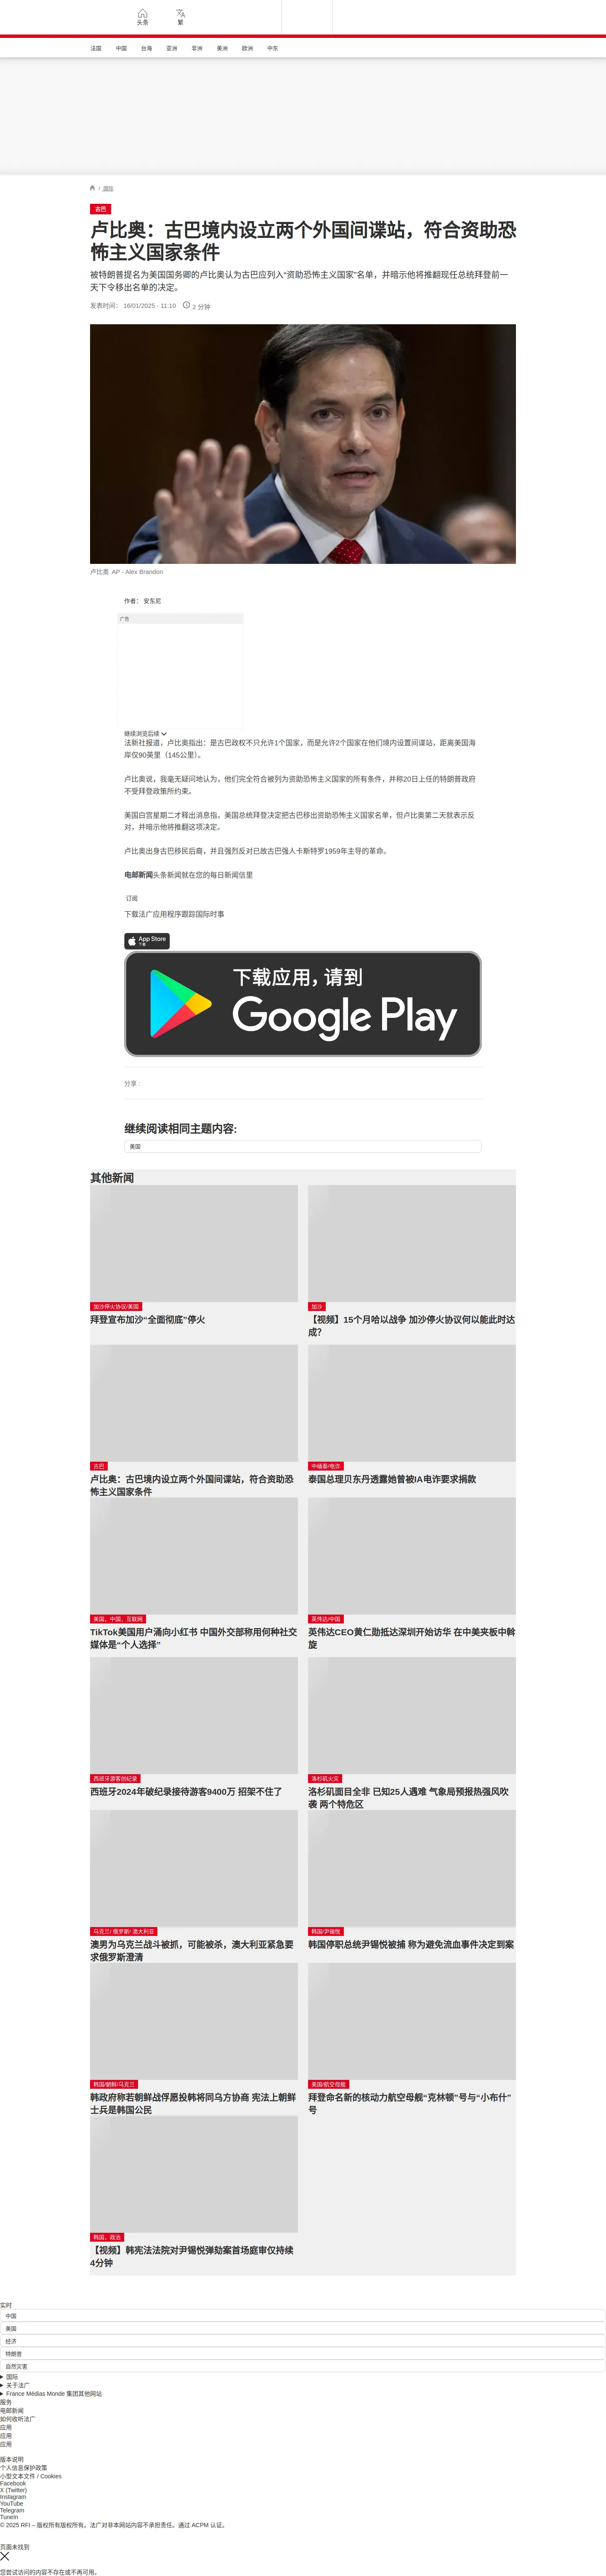 头条
繁
法国 中国 台海 亚洲 非洲 美洲 欧洲 中东
/ 国际
古巴
卢比奥：古巴境内设立两个外国间谍站，符合资助恐
怖主义国家条件
被特朗普提名为美国国务卿的卢比奥认为古巴应列入“资助恐怖主义国家”名单，并暗示他将推翻现任总统拜登前一
天下令移出名单的决定。
发表时间： 16/01/2025 - 11:10 2 分钟
卢比奥 AP - Alex Brandon
作者： 安东尼
广告
继续浏览后续
法新社报道，卢比奥指出：是古巴政权不只允许1个国家，而是允许2个国家在他们境内设置间谍站，距离美国海
岸仅90英里（145公里）。
卢比奥说，我毫无疑问地认为，他们完全符合被列为资助恐怖主义国家的所有条件，并称20日上任的特朗普政府
不受拜登政策所约束。
美国白宫星期二才释出消息指，美国总统拜登决定把古巴移出资助恐怖主义国家名单，但卢比奥第二天就表示反
对，并暗示他将推翻这项决定。
卢比奥出身古巴移民后裔，并且强烈反对已故古巴强人卡斯特罗1959年主导的革命。
电邮新闻头条新闻就在您的每日新闻信里
订阅
下载法广应用程序跟踪国际时事
App Store
下载
下载应用，请到
Google Play
分享 :
继续阅读相同主题内容:
美国
其他新闻
加沙停火协议/美国
拜登宣布加沙“全面彻底”停火
加沙
【视频】15个月哈以战争 加沙停火协议何以能此时达
成？
古巴
卢比奥：古巴境内设立两个外国间谍站，符合资助恐
怖主义国家条件
中缅泰/电诈
泰国总理贝东丹透露她曾被IA电诈要求捐款
美国，中国，互联网
TikTok美国用户涌向小红书 中国外交部称用何种社交
媒体是“个人选择”
英伟达/中国
英伟达CEO黄仁勋抵达深圳开始访华 在中美夹板中斡
旋
西班牙游客创纪录
西班牙2024年破纪录接待游客9400万 招架不住了
洛杉矶火灾
洛杉矶面目全非 已知25人遇难 气象局预报热强风吹
袭 两个特危区
乌克兰/ 俄罗斯/ 澳大利亚
澳男为乌克兰战斗被抓，可能被杀，澳大利亚紧急要
求俄罗斯澄清
韩国/尹锡悦
韩国停职总统尹锡悦被捕 称为避免流血事件决定到案
韩国/朝鲜/乌克兰
韩政府称若朝鲜战俘愿投韩将同乌方协商 宪法上朝鲜
士兵是韩国公民
美国/航空母舰
拜登命名新的核动力航空母舰“克林顿”号与“小布什”
号
韩国，政治
【视频】韩宪法法院对尹锡悦弹劾案首场庭审仅持续
4分钟
实时
中国
美国
经济
特朗普
自然灾害
国际
关于法广
France Médias Monde 集团其他网站
服务
电邮新闻
如何收听法广
应用
应用
应用
版本说明
个人信息保护政策
小型文本文件 / Cookies
Facebook
X (Twitter)
Instagram
YouTube
Telegram
TuneIn
© 2025 RFI – 版权所有版权所有。法广对非本网站内容不承担责任。通过 ACPM 认证。
页面未找到
您尝试访问的内容不存在或不再可用。